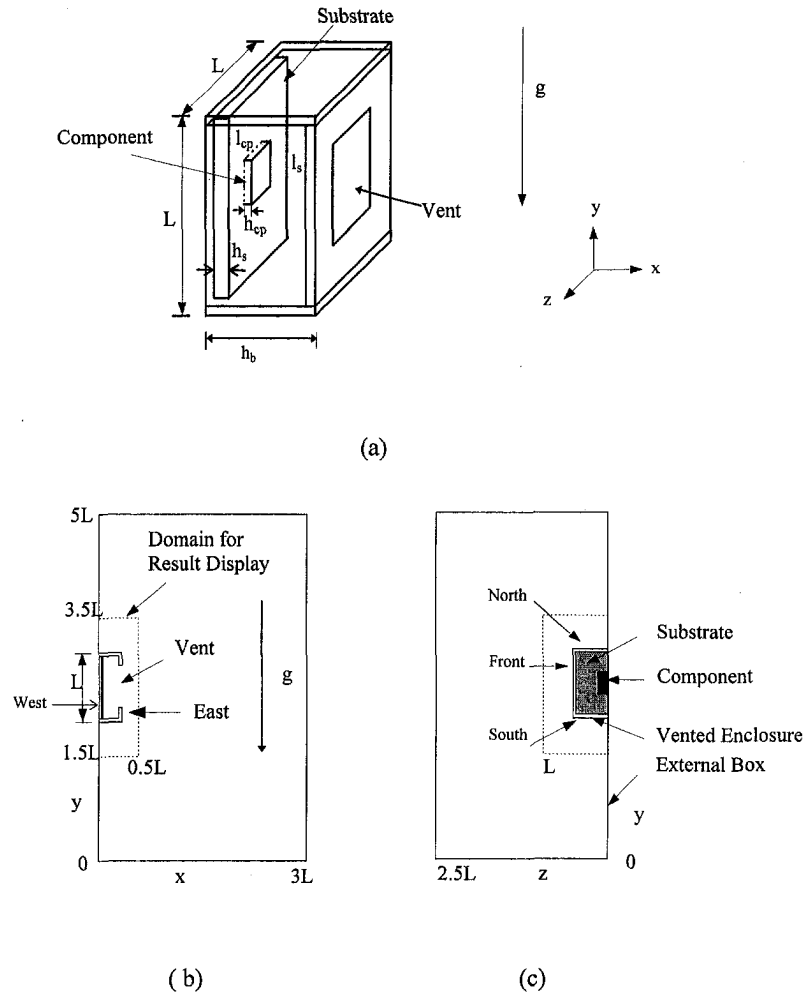 Substrate
L
g
Component
l_cp
l_s
L
Vent
h_cp
y
h_s
x
z
h_b
(a)
5L
Domain for
Result Display
North
3.5L
Substrate
Vent
Front
L
g
Component
West
East
South
Vented Enclosure
1.5L
0.5L
L
External Box
y
y
0
0
x
3L
2.5L
z
( b)
(c)